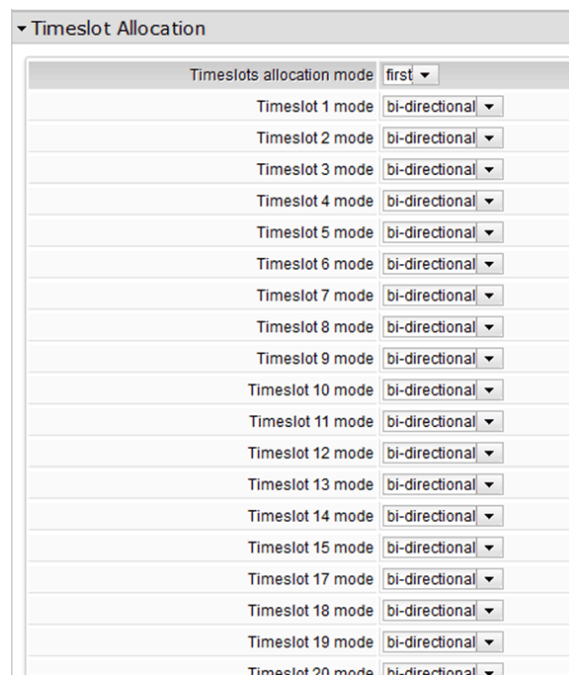 Timeslot Allocation
Timeslots allocation mode first
Timeslot 1 mode bi-directional
Timeslot 2 mode bi-directional
Timeslot 3 mode bi-directional
Timeslot 4 mode bi-directional
Timeslot 5 mode bi-directional
Timeslot 6 mode bi-directional
Timeslot 7 mode bi-directional
Timeslot 8 mode bi-directional
Timeslot 9 mode bi-directional
Timeslot 10 mode bi-directional
Timeslot 11 mode bi-directional
Timeslot 12 mode bi-directional
Timeslot 13 mode bi-directional
Timeslot 14 mode bi-directional
Timeslot 15 mode bi-directional
Timeslot 17 mode bi-directional
Timeslot 18 mode bi-directional
Timeslot 19 mode bi-directional
Timeslot 20 mode bi-directional